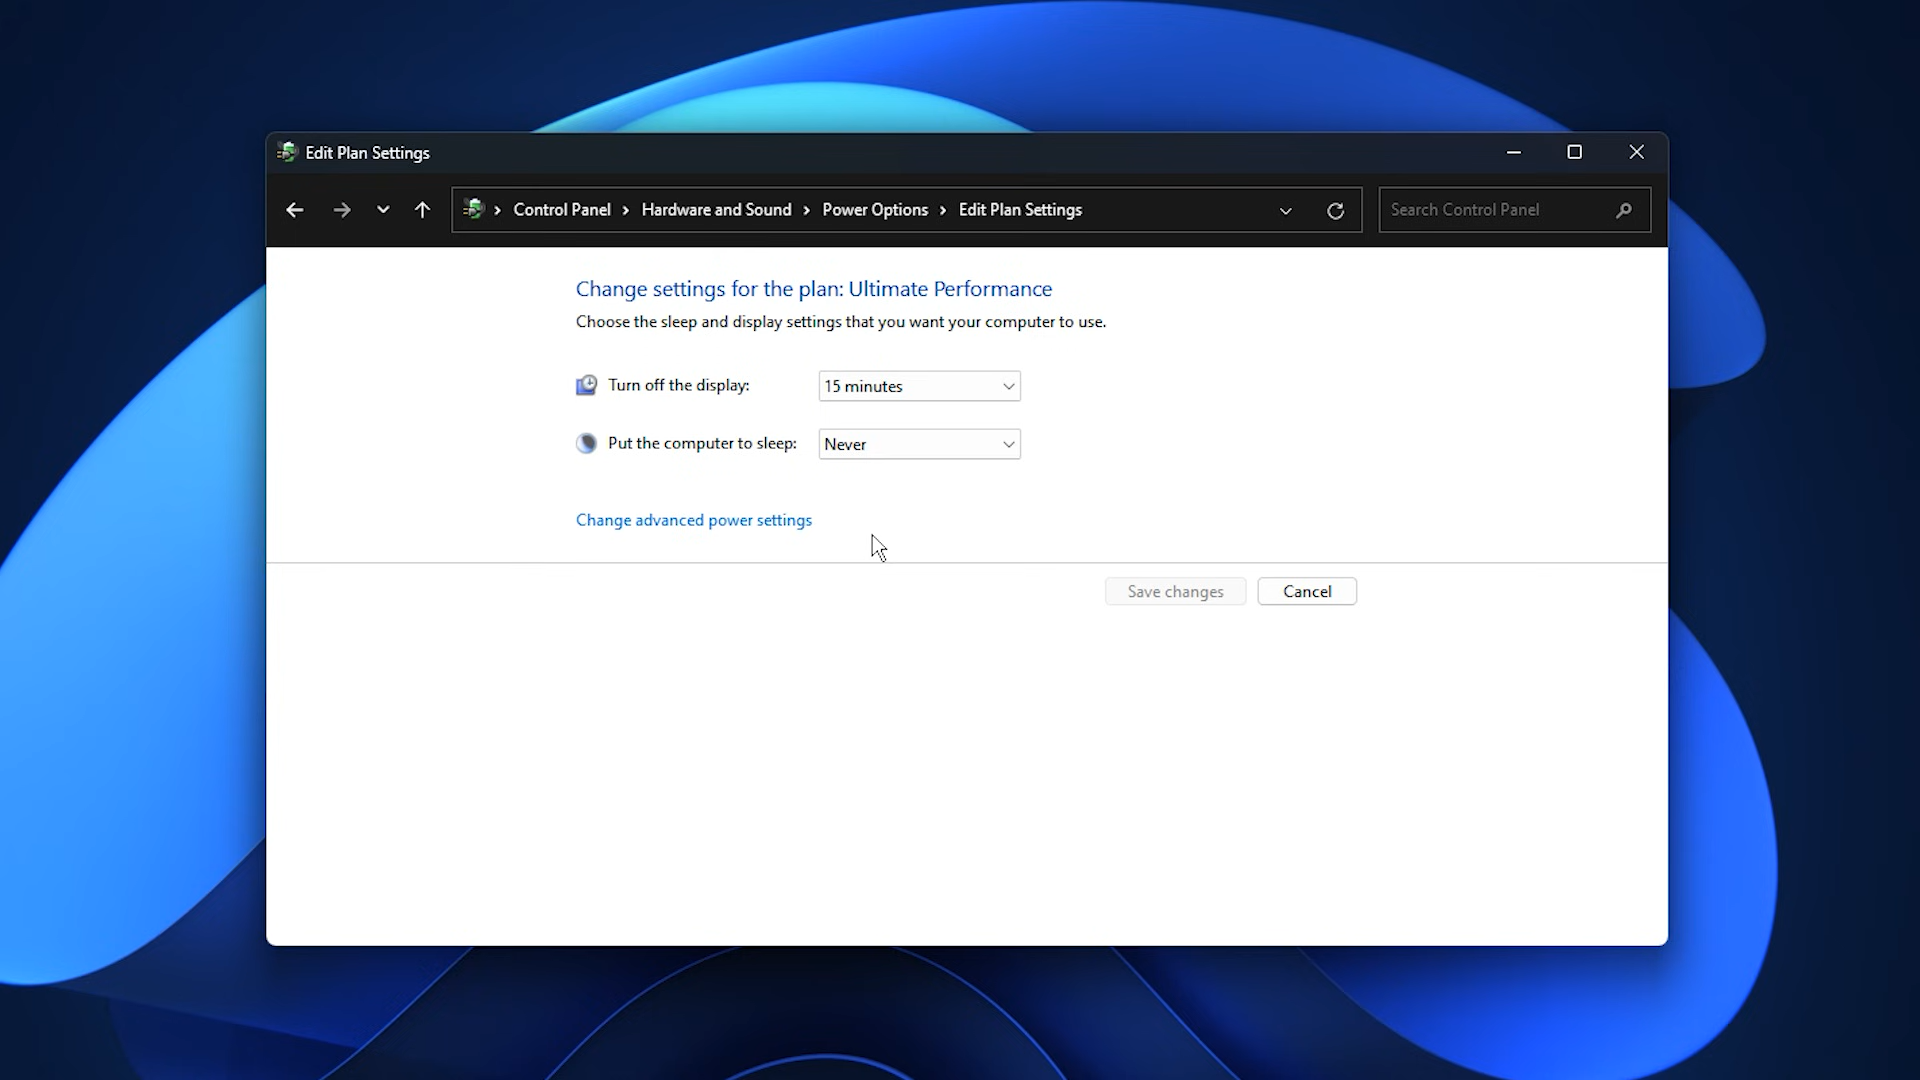 Edit Plan Settings
Control Panel > Hardware and Sound > Power Options > Edit Plan Settings
Search Control Panel
Change settings for the plan: Ultimate Performance
Choose the sleep and display settings that you want your computer to use.
Turn off the display: 15 minutes
Put the computer to sleep: Never
Change advanced power settings
Save changes Cancel